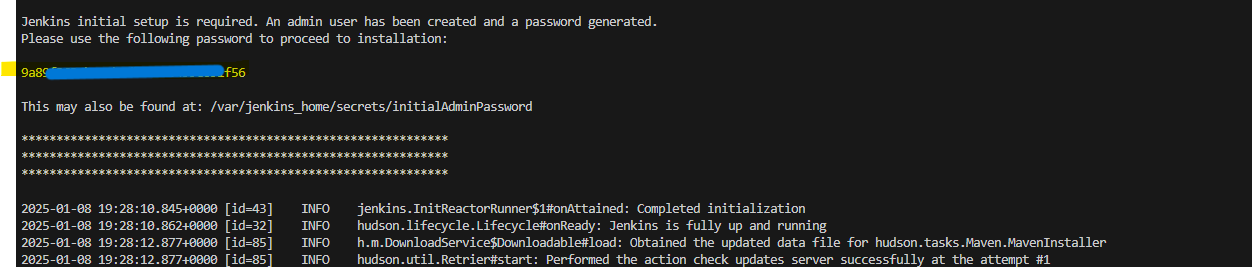 Jenkins initial setup is required. An admin user has been created and a password generated.
Please use the following password to proceed to installation:
This may also be found at: /var/jenkins_home/secrets/initialAdminPassword
*************************************************************
*************************************************************
*************************************************************
2025-01-08 19:28:10.845+0000 [id=43] INFO jenkins.InitReactorRunner$1#onAttained: Completed initialization
2025-01-08 19:28:10.862+0000 [id=32] INFO hudson.lifecycle.Lifecycle#onReady: Jenkins is fully up and running
2025-01-08 19:28:12.877+0000 [id=85] INFO h.m.DownloadService$Downloadable#load: Obtained the updated data file for hudson.tasks.Maven.MavenInstaller
2025-01-08 19:28:12.877+0000 [id=85] INFO hudson.util.Retrier#start: Performed the action check updates server successfully at the attempt #1